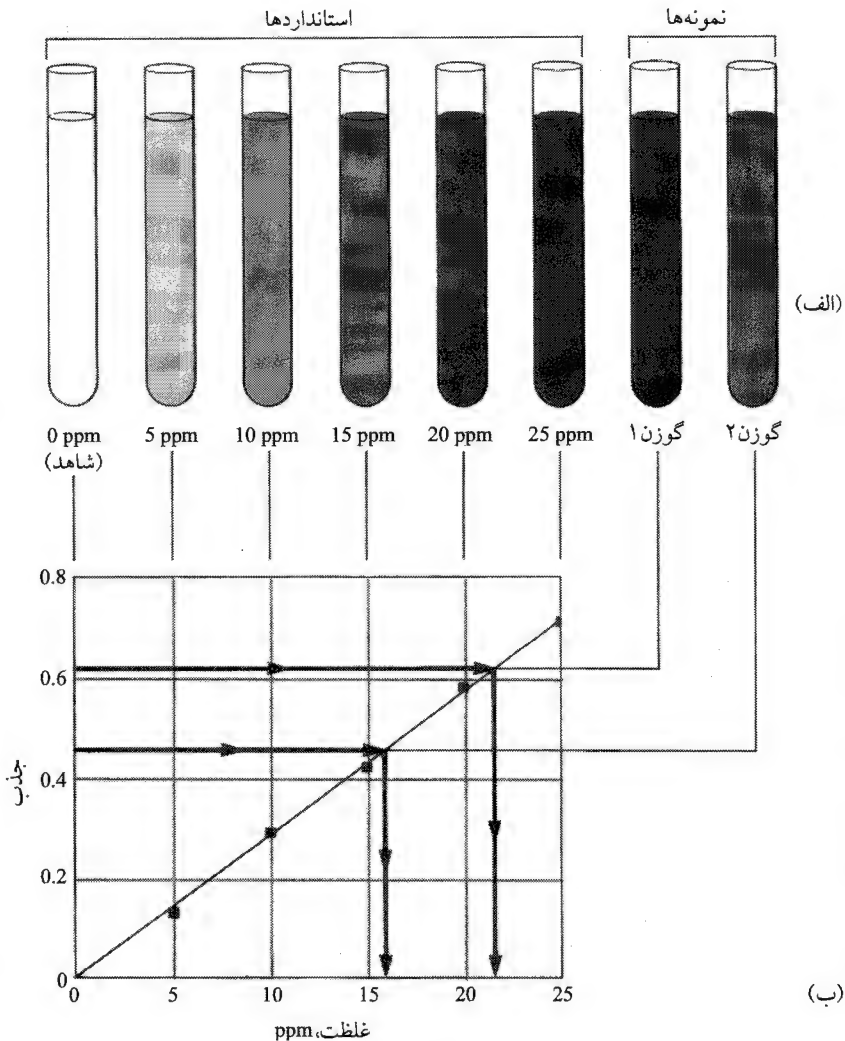 استانداردها
نمونه‌ها
(الف)
0 ppm
(شاهد)
5 ppm
10 ppm
15 ppm
20 ppm
25 ppm
گوزن۱
گوزن۲
0.8
0.6
0.4
0.2
0
جذب
0
5
10
15
20
25
غلظت،ppm
(ب)